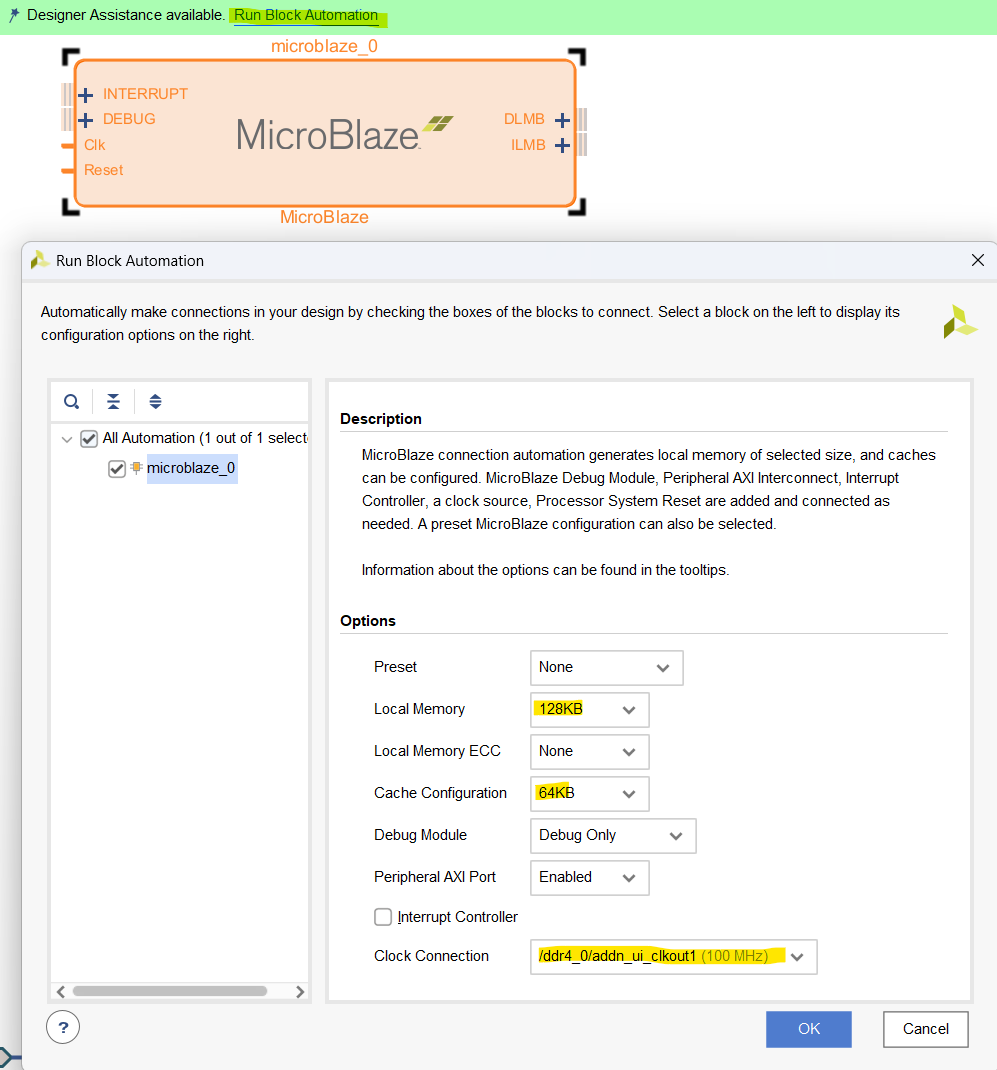 Designer Assistance available. Run Block Automation
microblaze_0
INTERRUPT
DEBUG
Clk
Reset
MicroBlaze
DLMB
ILMB
MicroBlaze
Run Block Automation
Automatically make connections in your design by checking the boxes of the blocks to connect. Select a block on the left to display its
configuration options on the right.
All Automation (1 out of 1 select
microblaze_0
Description
MicroBlaze connection automation generates local memory of selected size, and caches
can be configured. MicroBlaze Debug Module, Peripheral AXI Interconnect, Interrupt
Controller, a clock source, Processor System Reset are added and connected as
needed. A preset MicroBlaze configuration can also be selected.
Information about the options can be found in the tooltips.
Options
Preset None
Local Memory 128KB
Local Memory ECC None
Cache Configuration 64KB
Debug Module Debug Only
Peripheral AXI Port Enabled
Interrupt Controller
Clock Connection /ddr4_0/addn_ui_clkout1 (100 MHz)
?
OK Cancel